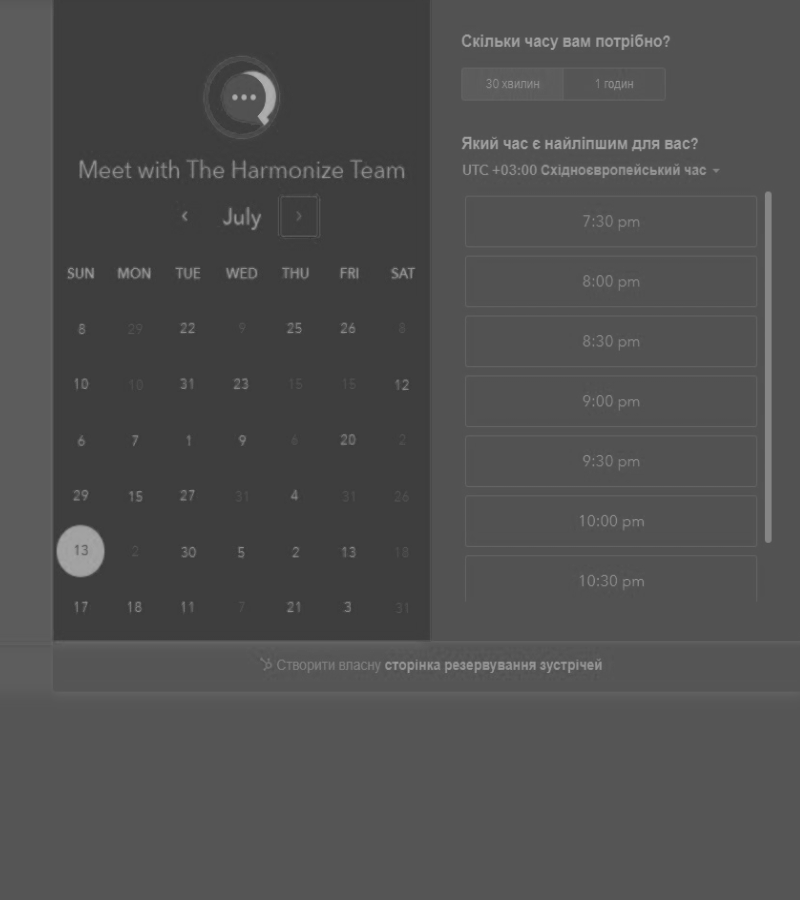 Meet with The Harmonize Team
July
SUN MON TUE WED THU FRI SAT
8 29 22 9 25 26 8
10 10 31 23 15 15 12
6 7 1 9 6 20 2
29 15 27 31 4 31 26
13 2 30 5 2 13 18
17 18 11 7 21 3 31
Скільки часу вам потрібно?
30 хвилин 1 годин
Який час є найліпшим для вас?
UTC +03:00 Східноєвропейський час
7:30 pm
8:00 pm
8:30 pm
9:00 pm
9:30 pm
10:00 pm
10:30 pm
Створити власну сторінка резервування зустрічей